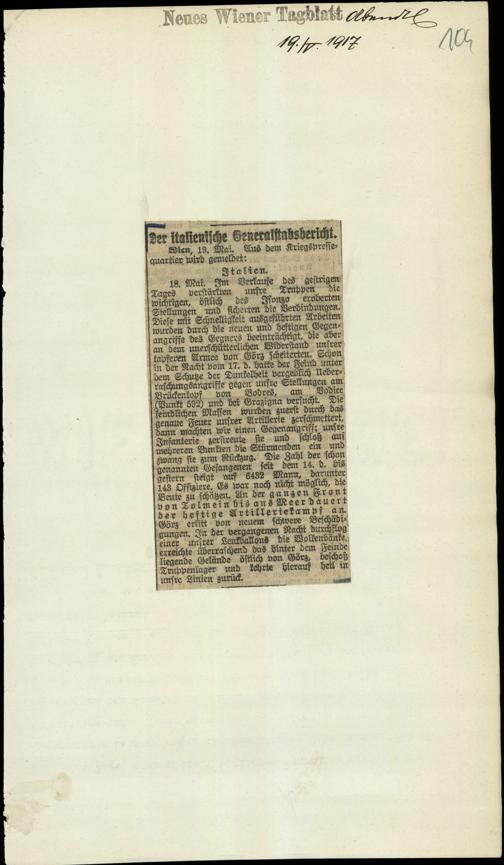 Neues Wiener Tagblatt Abendbl
19./V. 1917
104
Der italienische Generalstabsbericht.
Wien, 19. Mai. Aus dem Kriegspresse-
quartier wird gemeldet:
Italien.
18. Mai. Im Verlaufe des gestrigen
Tages verstärkten unsre Truppen die
wichtigen, östlich des Isonzo eroberten
Stellungen und sicherten die Verbindungen.
Diese mit Schnelligkeit ausgeführten Arbeiten
wurden durch die neuen und heftigen Gegen-
angriffe des Gegners beeinträchtigt, die aber
an dem unerschütterlichen Widerstand unsrer
tapferen Armee von Görz scheiterten. Schon
in der Nacht vom 17. d. hatte der Feind unter
dem Schutze der Dunkelheit vergeblich Ueber-
raschungsangriffe gegen unsre Stellungen am
Brückenkopf von Bodres, am Vodice
(Punkt 592) und bei Grazigna versucht. Die
feindlichen Massen wurden zuerst durch das
genaue Feuer unsrer Artillerie zerschmettert,
dann machten wir einen Gegenangriff; unsre
Infanterie zerstreute sie und schloß auf
mehreren Punkten die Stürmenden ein und
zwang sie zum Rückzug. Die Zahl der schon
genannten Gefangenen seit dem 14. d. bis
gestern steigt auf 6432 Mann, darunter
143 Offiziere. Es war noch nicht möglich, die
Beute zu schätzen. An der ganzen Front
von Tolmein bis ans Meer dauert
der heftige Artilleriekampf an.
Görz erlitt von neuem schwere Beschädi-
gungen. In der vergangenen Nacht durchflog
einer unsrer Lenkballons die Wolkenbänke,
erreichte überraschend das hinter dem Feinde
liegende Gelände östlich von Görz, beschoß
Truppenlager und kehrte hierauf heil in
unsre Linien zurück.